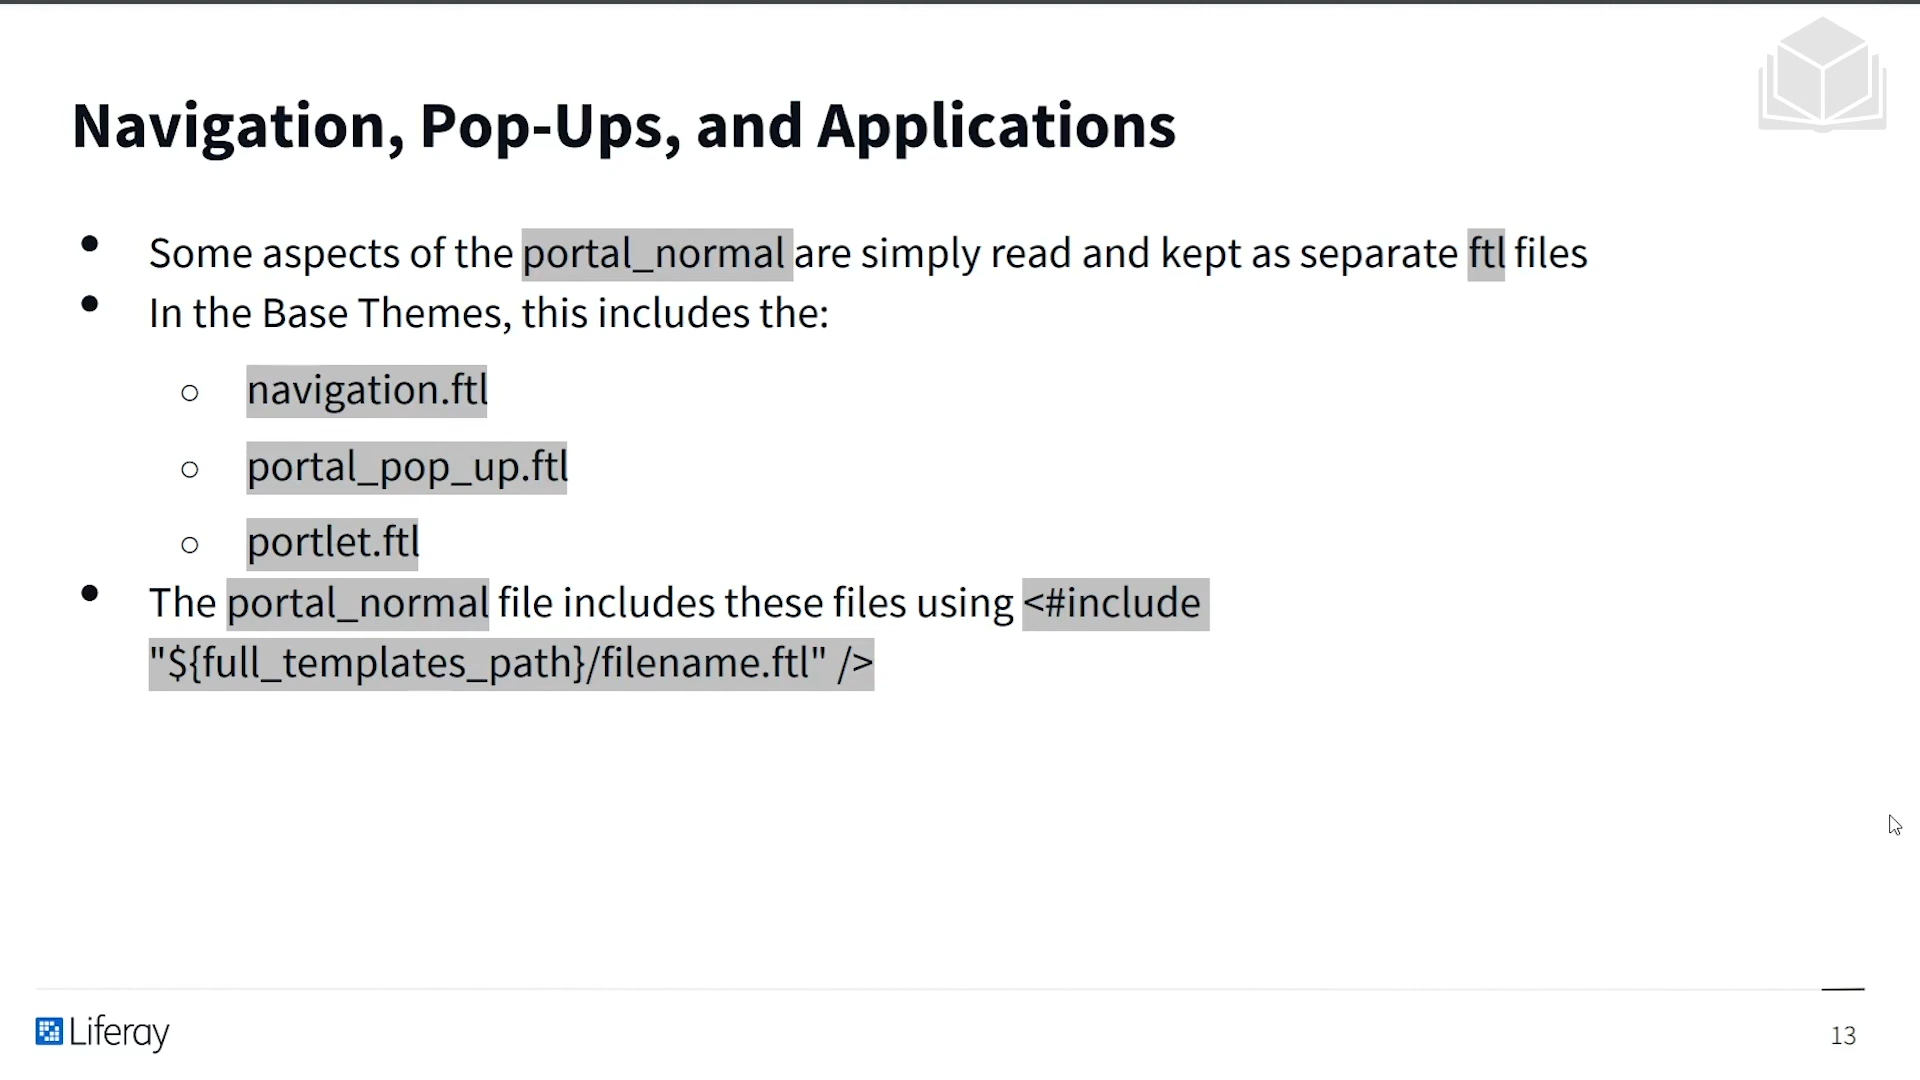 Navigation, Pop-Ups, and Applications
Some aspects of the portal_normal are simply read and kept as separate ftl files
In the Base Themes, this includes the:
navigation.ftl
portal_pop_up.ftl
portlet.ftl
The portal_normal file includes these files using <#include
"${full_templates_path}/filename.ftl" />
Liferay
13